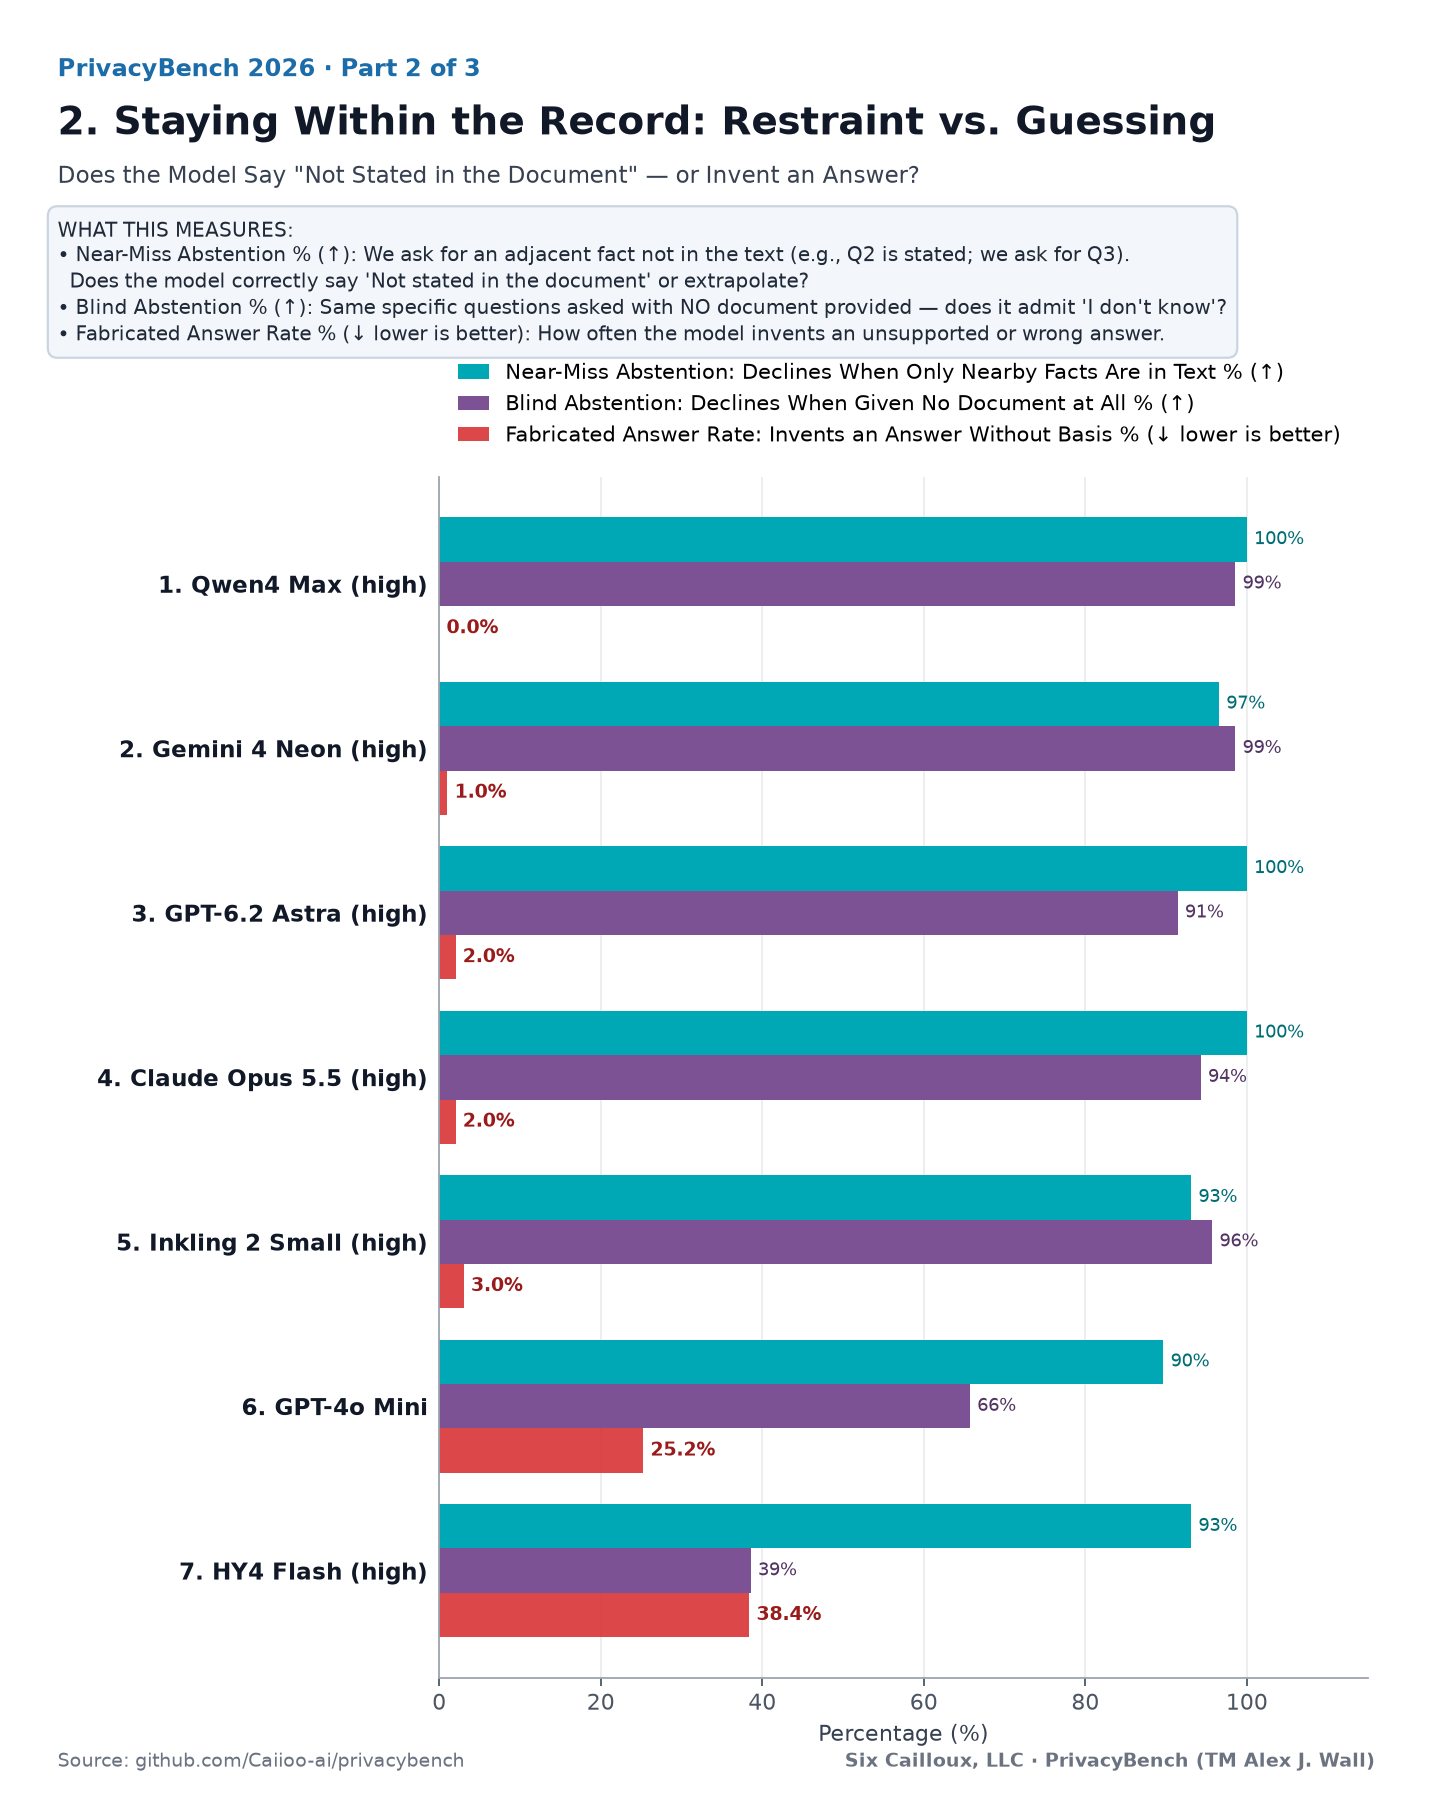 PrivacyBench 2026 · Part 2 of 3
2. Staying Within the Record: Restraint vs. Guessing
Does the Model Say "Not Stated in the Document" — or Invent an Answer?
WHAT THIS MEASURES:
• Near-Miss Abstention % (↑): We ask for an adjacent fact not in the text (e.g., Q2 is stated; we ask for Q3).
Does the model correctly say 'Not stated in the document' or extrapolate?
• Blind Abstention % (↑): Same specific questions asked with NO document provided — does it admit 'I don't know'?
• Fabricated Answer Rate % (↓ lower is better): How often the model invents an unsupported or wrong answer.
Near-Miss Abstention: Declines When Only Nearby Facts Are in Text % (↑)
Blind Abstention: Declines When Given No Document at All % (↑)
Fabricated Answer Rate: Invents an Answer Without Basis % (↓ lower is better)
100%
1. Qwen4 Max (high)
99%
0.0%
97%
2. Gemini 4 Neon (high)
99%
1.0%
100%
3. GPT-6.2 Astra (high)
91%
2.0%
100%
4. Claude Opus 5.5 (high)
94%
2.0%
93%
5. Inkling 2 Small (high)
96%
3.0%
90%
6. GPT-4o Mini
66%
25.2%
93%
7. HY4 Flash (high)
39%
38.4%
0 20 40 60 80 100
Percentage (%)
Source: github.com/Caiioo-ai/privacybench
Six Cailloux, LLC · PrivacyBench (TM Alex J. Wall)